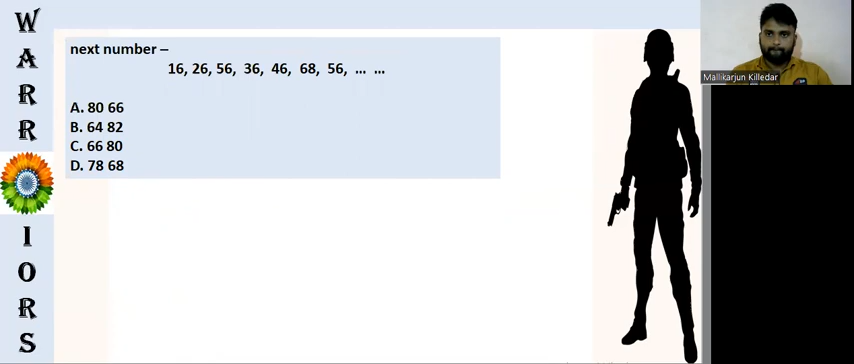 WARRIORS
next number –
16, 26, 56, 36, 46, 68, 56, ... ...
A. 80 66
B. 64 82
C. 66 80
D. 78 68
Mallikarjun Killedar